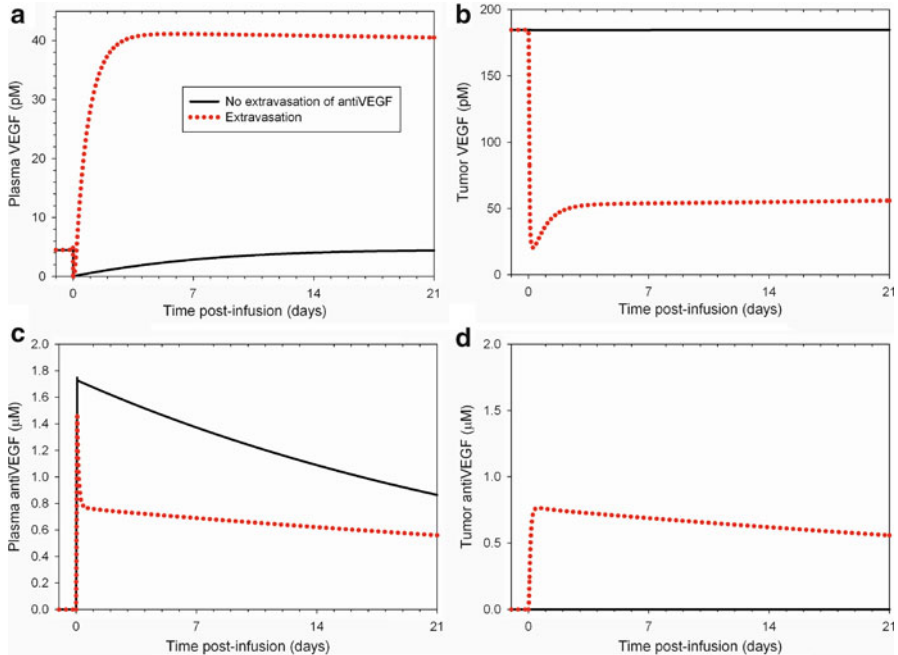 a
Plasma VEGF (pM)
40
30
20
10
0
No extravasation of antiVEGF
Extravasation
0 7 14 21
Time post-infusion (days)
b
Tumor VEGF (pM)
200
150
100
50
0
0 7 14 21
Time post-infusion (days)
c
Plasma antiVEGF (μM)
2.0
1.8
1.6
1.4
1.2
1.0
0.8
0.6
0.4
0.2
0.0
0 7 14 21
Time post-infusion (days)
d
Tumor antiVEGF (μM)
2.0
1.5
1.0
0.5
0.0
0 7 14 21
Time post-infusion (days)